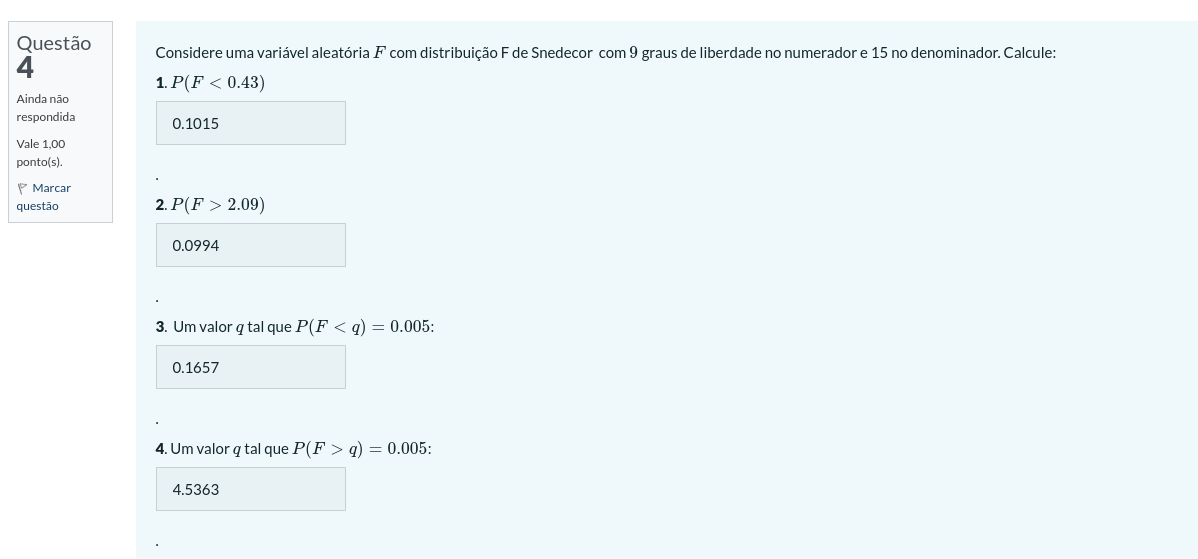 Questão
4
Ainda não
respondida
Vale 1,00
ponto(s).
Marcar
questão
Considere uma variável aleatória F com distribuição F de Snedecor com 9 graus de liberdade no numerador e 15 no denominador. Calcule:
1. P(F < 0.43)
0.1015
.
2. P(F > 2.09)
0.0994
.
3. Um valor q tal que P(F < q) = 0.005:
0.1657
.
4. Um valor q tal que P(F > q) = 0.005:
4.5363
.